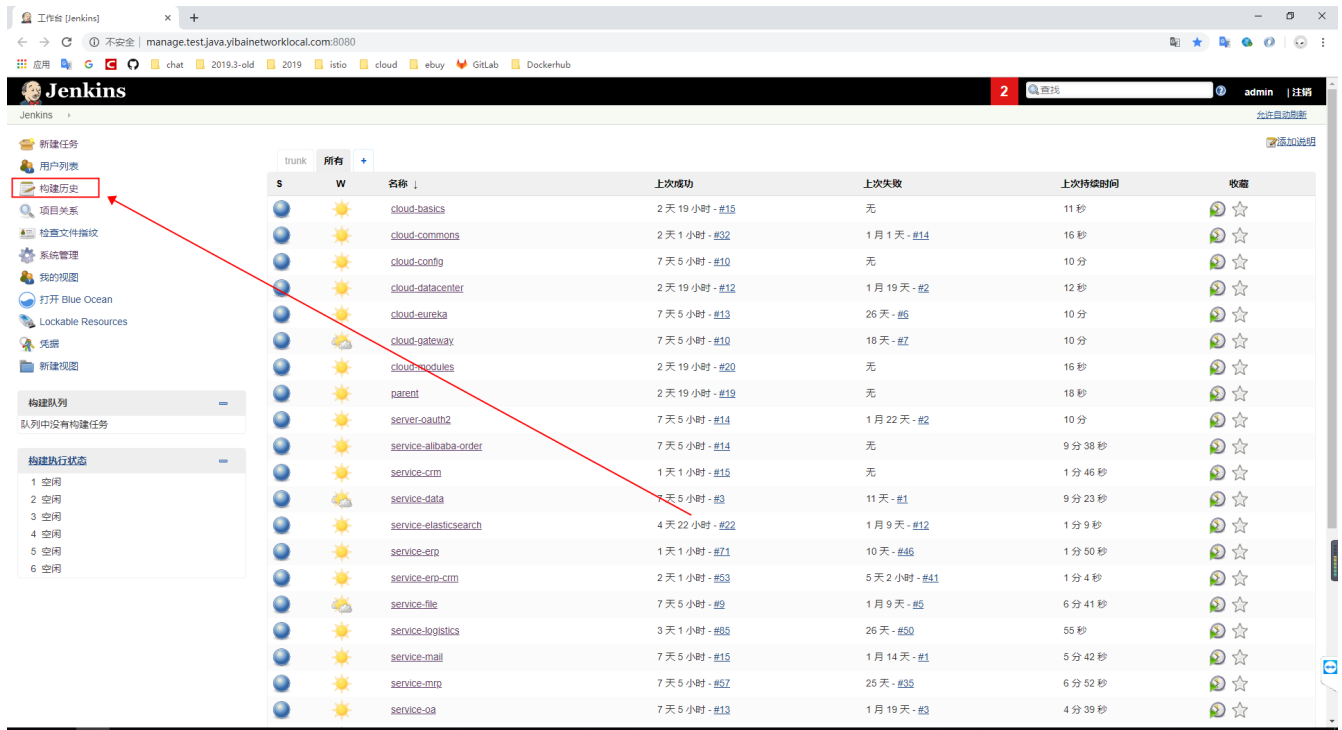 工作台 [Jenkins]
不安全 | manage.test.java.yibainetworklocal.com:8080
应用 G chat 2019.3-old 2019 istio cloud ebuy GitLab Dockerhub
Jenkins 2 查找 admin | 注销
Jenkins 允许自动刷新
添加说明
新建任务
用户列表
构建历史
项目关系
检查文件指纹
系统管理
我的视图
打开 Blue Ocean
Lockable Resources
凭据
新建视图
构建队列
队列中没有构建任务
构建执行状态
1 空闲
2 空闲
3 空闲
4 空闲
5 空闲
6 空闲
trunk 所有 +
S W 名称 ↓ 上次成功 上次失败 上次持续时间 收藏
cloud-basics 2 天 19 小时 - #15 无 11 秒
cloud-commons 2 天 1 小时 - #32 1 月 1 天 - #14 16 秒
cloud-config 7 天 5 小时 - #10 无 10 分
cloud-datacenter 2 天 19 小时 - #12 1 月 19 天 - #2 12 秒
cloud-eureka 7 天 5 小时 - #13 26 天 - #6 10 分
cloud-gateway 7 天 5 小时 - #10 18 天 - #7 10 分
cloud-modules 2 天 19 小时 - #20 无 16 秒
parent 2 天 19 小时 - #19 无 18 秒
server-oauth2 7 天 5 小时 - #14 1 月 22 天 - #2 10 分
service-alibaba-order 7 天 5 小时 - #14 无 9 分 38 秒
service-crm 1 天 1 小时 - #15 无 1 分 46 秒
service-data 7 天 5 小时 - #3 11 天 - #1 9 分 23 秒
service-elasticsearch 4 天 22 小时 - #22 1 月 9 天 - #12 1 分 9 秒
service-erp 1 天 1 小时 - #71 10 天 - #46 1 分 50 秒
service-erp-crm 2 天 1 小时 - #53 5 天 2 小时 - #41 1 分 4 秒
service-file 7 天 5 小时 - #9 1 月 9 天 - #5 6 分 41 秒
service-logistics 3 天 1 小时 - #85 26 天 - #50 55 秒
service-mail 7 天 5 小时 - #15 1 月 14 天 - #1 5 分 42 秒
service-mrp 7 天 5 小时 - #57 25 天 - #35 6 分 52 秒
service-oa 7 天 5 小时 - #13 1 月 19 天 - #3 4 分 39 秒